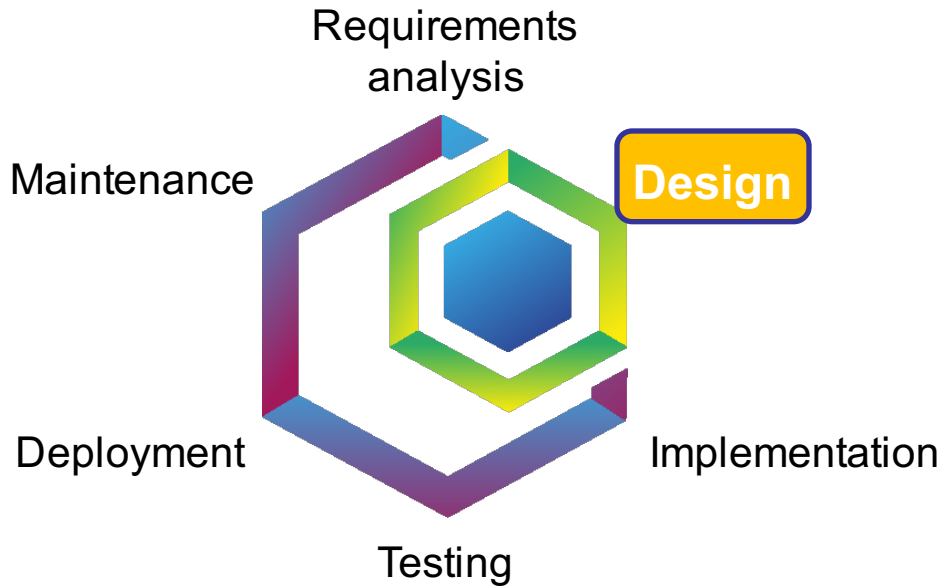 Requirements
analysis
Design
Implementation
Testing
Deployment
Maintenance